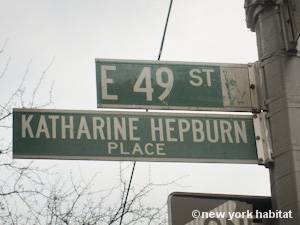 E 49 ST
KATHARINE HEPBURN
PLACE
© new york habitat